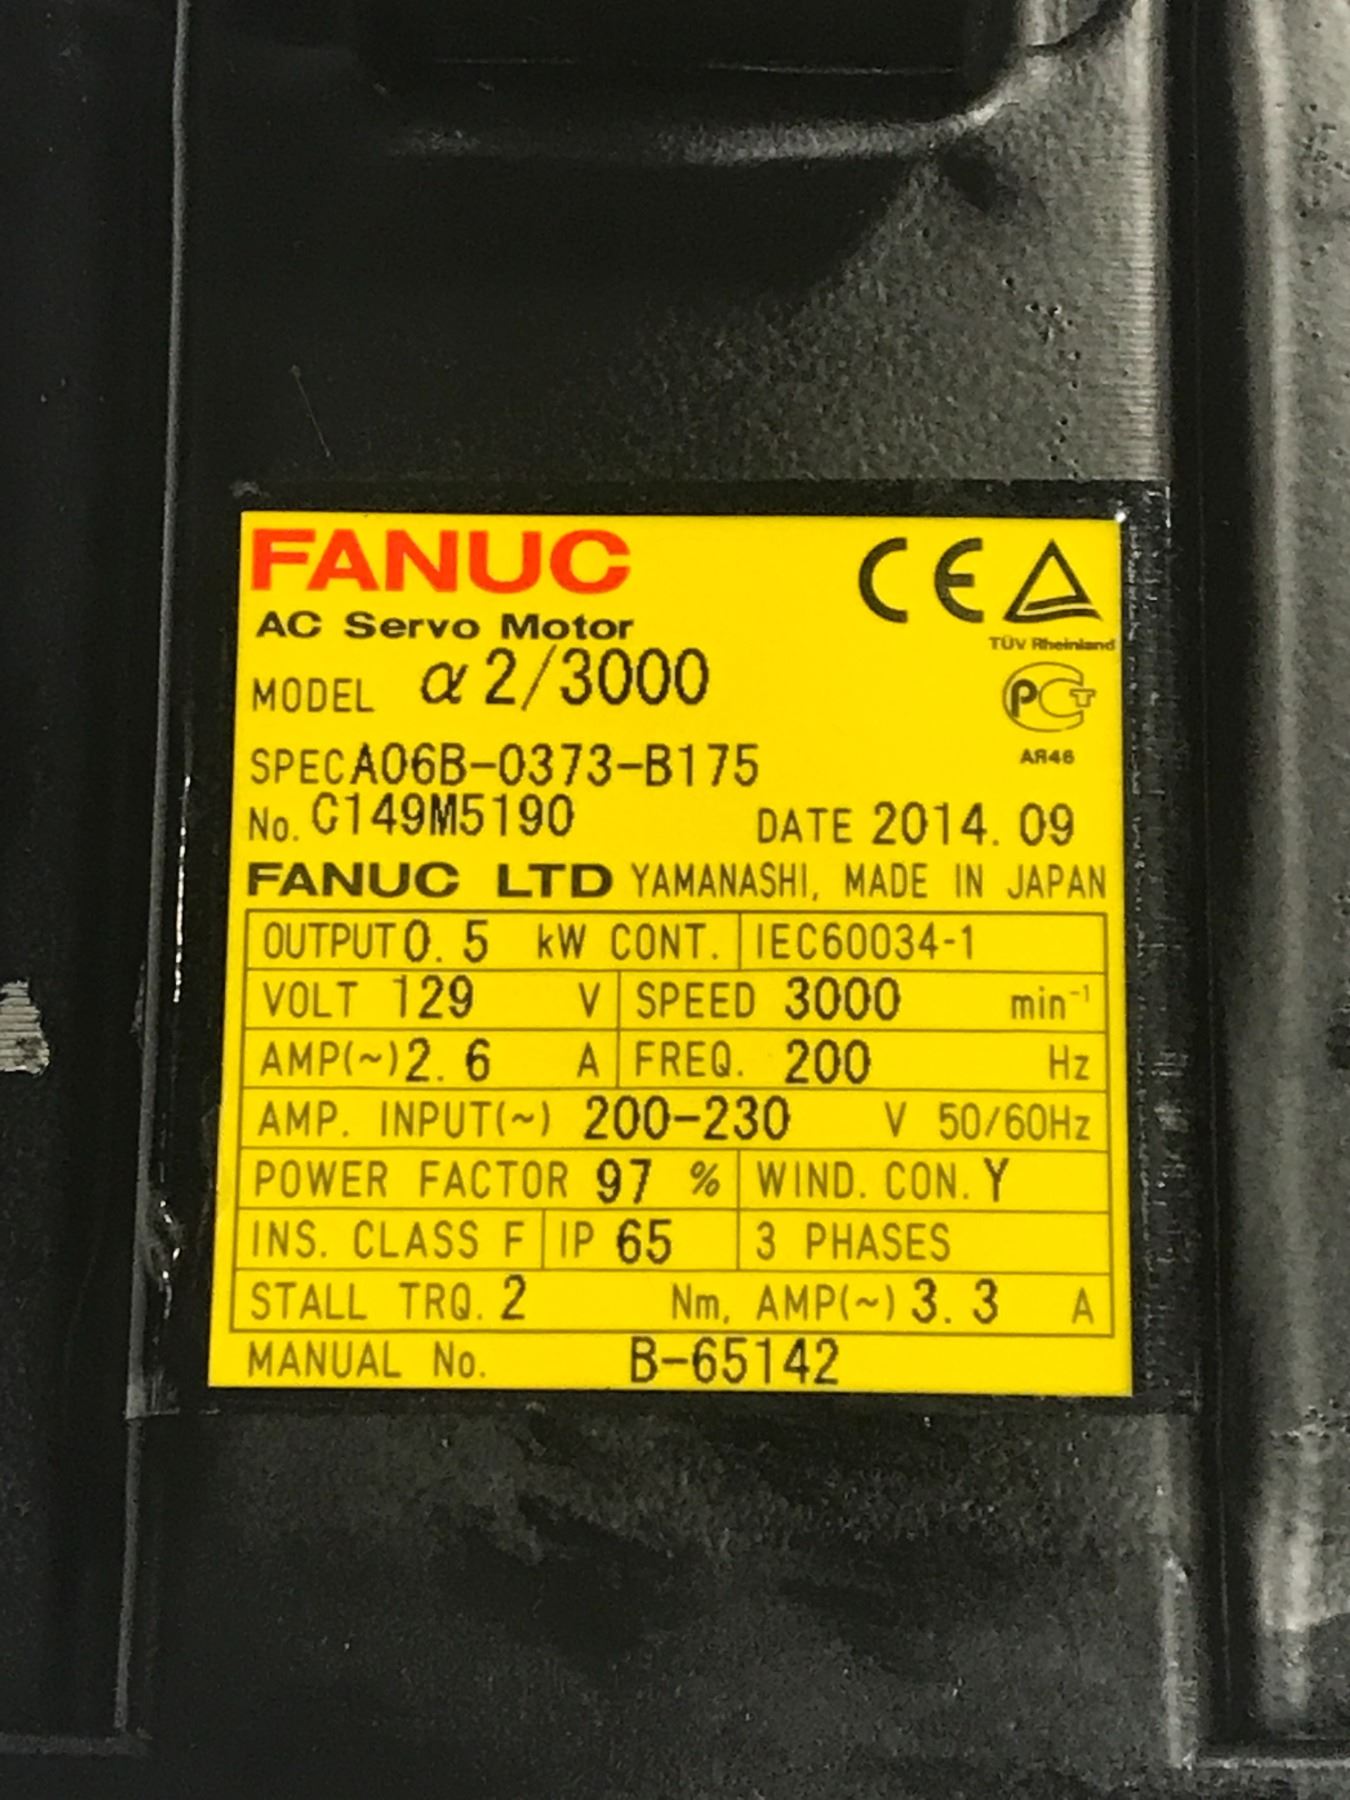 FANUC
CE
TÜV Rheinland
AC Servo Motor
MODEL α2/3000
PCT
AR46
SPEC A06B-0373-B175
No. C149M5190 DATE 2014.09
FANUC LTD YAMANASHI, MADE IN JAPAN
OUTPUT 0.5 kW CONT. IEC60034-1
VOLT 129 V SPEED 3000 min⁻¹
AMP(~) 2.6 A FREQ. 200 Hz
AMP. INPUT(~) 200-230 V 50/60Hz
POWER FACTOR 97 % WIND. CON. Y
INS. CLASS F IP 65 3 PHASES
STALL TRQ. 2 Nm, AMP(~) 3.3 A
MANUAL No. B-65142